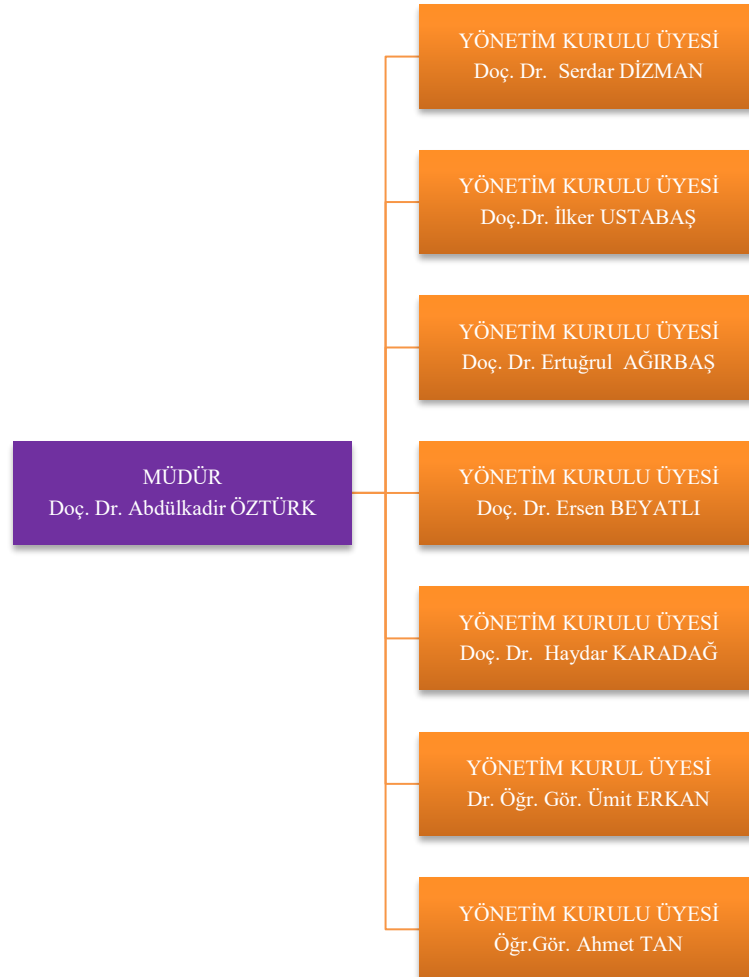 YÖNETİM KURULU ÜYESİ
Doç. Dr.  Serdar DİZMAN
YÖNETİM KURULU ÜYESİ
Doç.Dr. İlker USTABAŞ
YÖNETİM KURULU ÜYESİ
Doç. Dr. Ertuğrul  AĞIRBAŞ
MÜDÜR
Doç. Dr. Abdülkadir ÖZTÜRK
YÖNETİM KURULU ÜYESİ
Doç. Dr. Ersen BEYATLI
YÖNETİM KURULU ÜYESİ
Doç. Dr.  Haydar KARADAĞ
YÖNETİM KURUL ÜYESİ
Dr. Öğr. Gör. Ümit ERKAN
YÖNETİM KURULU ÜYESİ
Öğr.Gör. Ahmet TAN